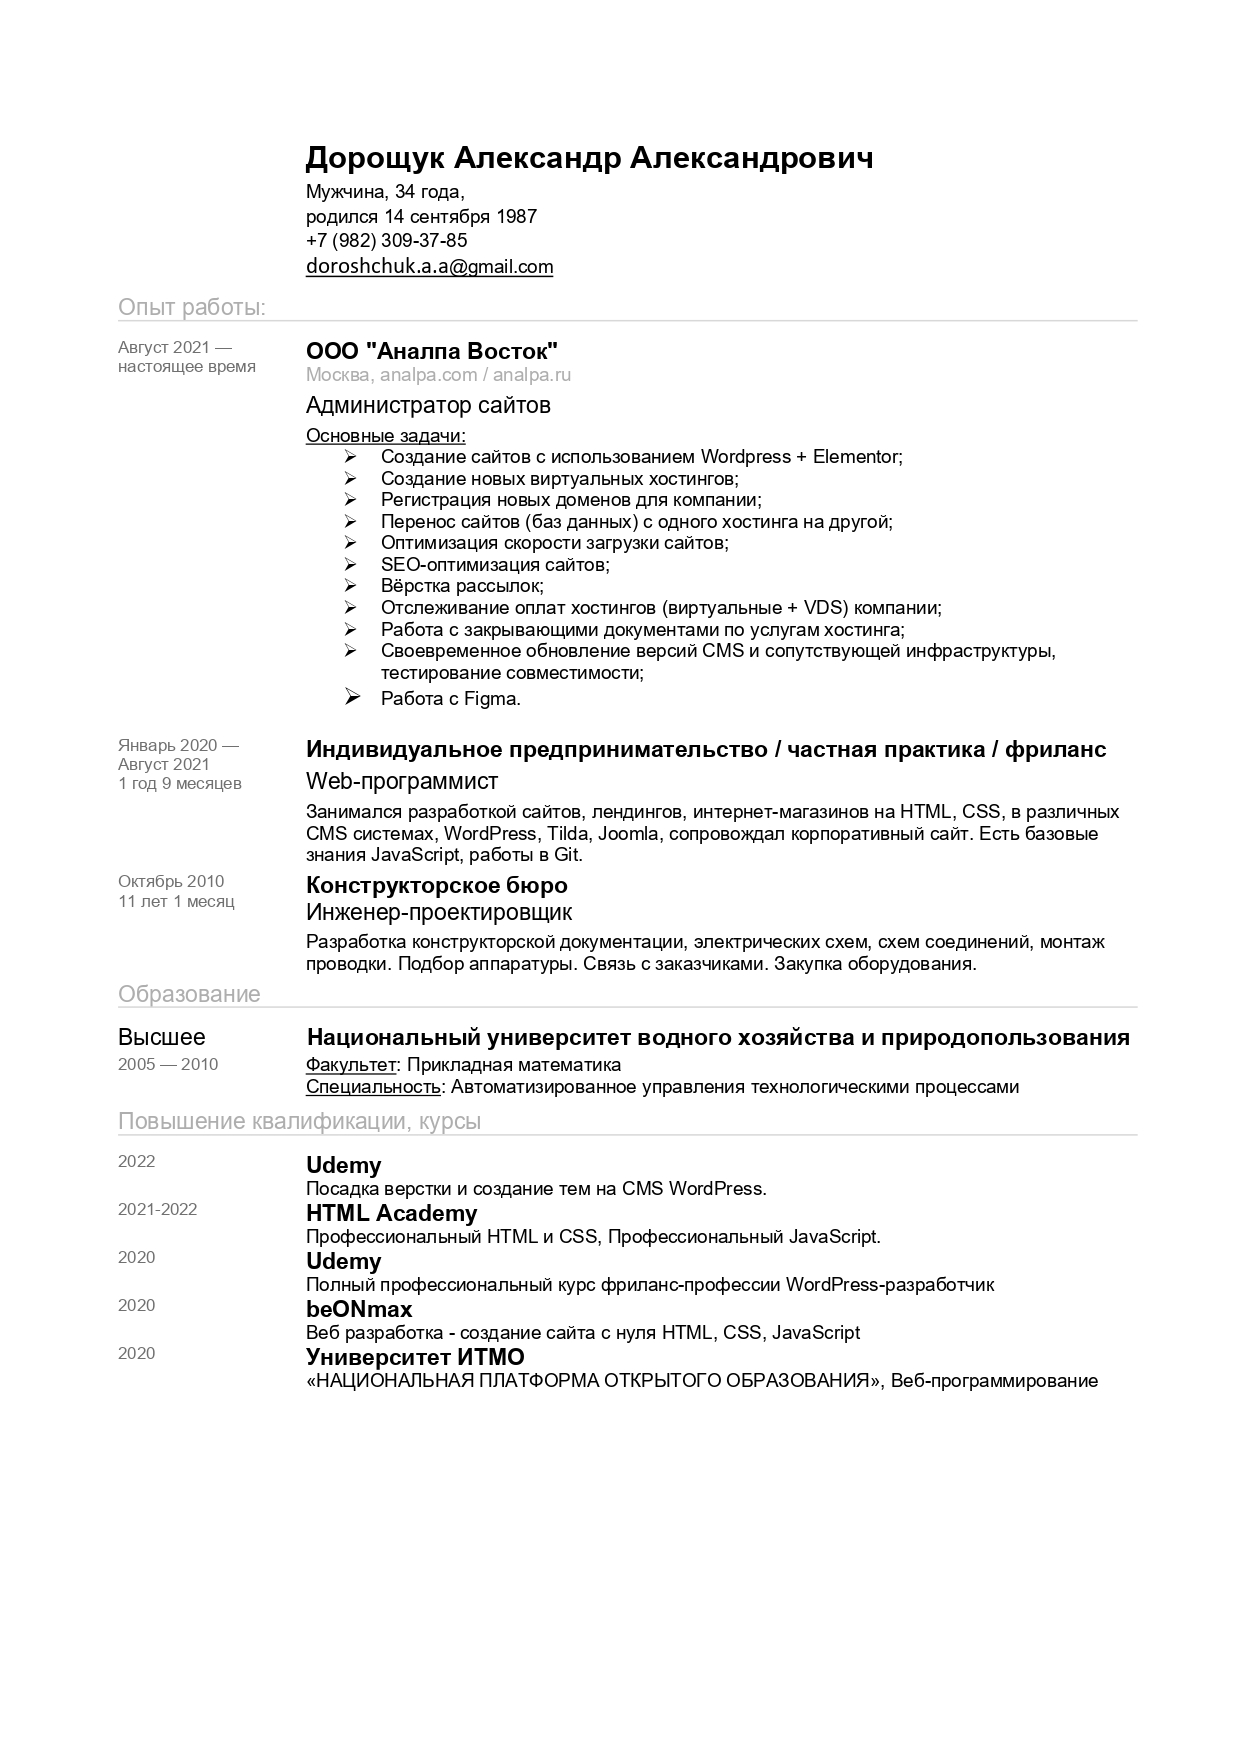 Дорощук Александр Александрович
Мужчина, 34 года,
родился 14 сентября 1987
+7 (982) 309-37-85
doroshchuk.a.a@gmail.com
Опыт работы:
Август 2021 —
настоящее время
ООО "Аналпа Восток"
Москва, analpa.com / analpa.ru
Администратор сайтов
Основные задачи:
Создание сайтов с использованием Wordpress + Elementor;
Создание новых виртуальных хостингов;
Регистрация новых доменов для компании;
Перенос сайтов (баз данных) с одного хостинга на другой;
Оптимизация скорости загрузки сайтов;
SEO-оптимизация сайтов;
Вёрстка рассылок;
Отслеживание оплат хостингов (виртуальные + VDS) компании;
Работа с закрывающими документами по услугам хостинга;
Своевременное обновление версий CMS и сопутствующей инфраструктуры,
тестирование совместимости;
Работа с Figma.
Январь 2020 —
Август 2021
1 год 9 месяцев
Индивидуальное предпринимательство / частная практика / фриланс
Web-программист
Занимался разработкой сайтов, лендингов, интернет-магазинов на HTML, CSS, в различных
CMS системах, WordPress, Tilda, Joomla, сопровождал корпоративный сайт. Есть базовые
знания JavaScript, работы в Git.
Октябрь 2010
11 лет 1 месяц
Конструкторское бюро
Инженер-проектировщик
Разработка конструкторской документации, электрических схем, схем соединений, монтаж
проводки. Подбор аппаратуры. Связь с заказчиками. Закупка оборудования.
Образование
Высшее
2005 — 2010
Национальный университет водного хозяйства и природопользования
Факультет: Прикладная математика
Специальность: Автоматизированное управления технологическими процессами
Повышение квалификации, курсы
2022
Udemy
Посадка верстки и создание тем на CMS WordPress.
2021-2022
HTML Academy
Профессиональный HTML и CSS, Профессиональный JavaScript.
2020
Udemy
Полный профессиональный курс фриланс-профессии WordPress-разработчик
2020
beONmax
Веб разработка - создание сайта с нуля HTML, CSS, JavaScript
2020
Университет ИТМО
«НАЦИОНАЛЬНАЯ ПЛАТФОРМА ОТКРЫТОГО ОБРАЗОВАНИЯ», Веб-программирование